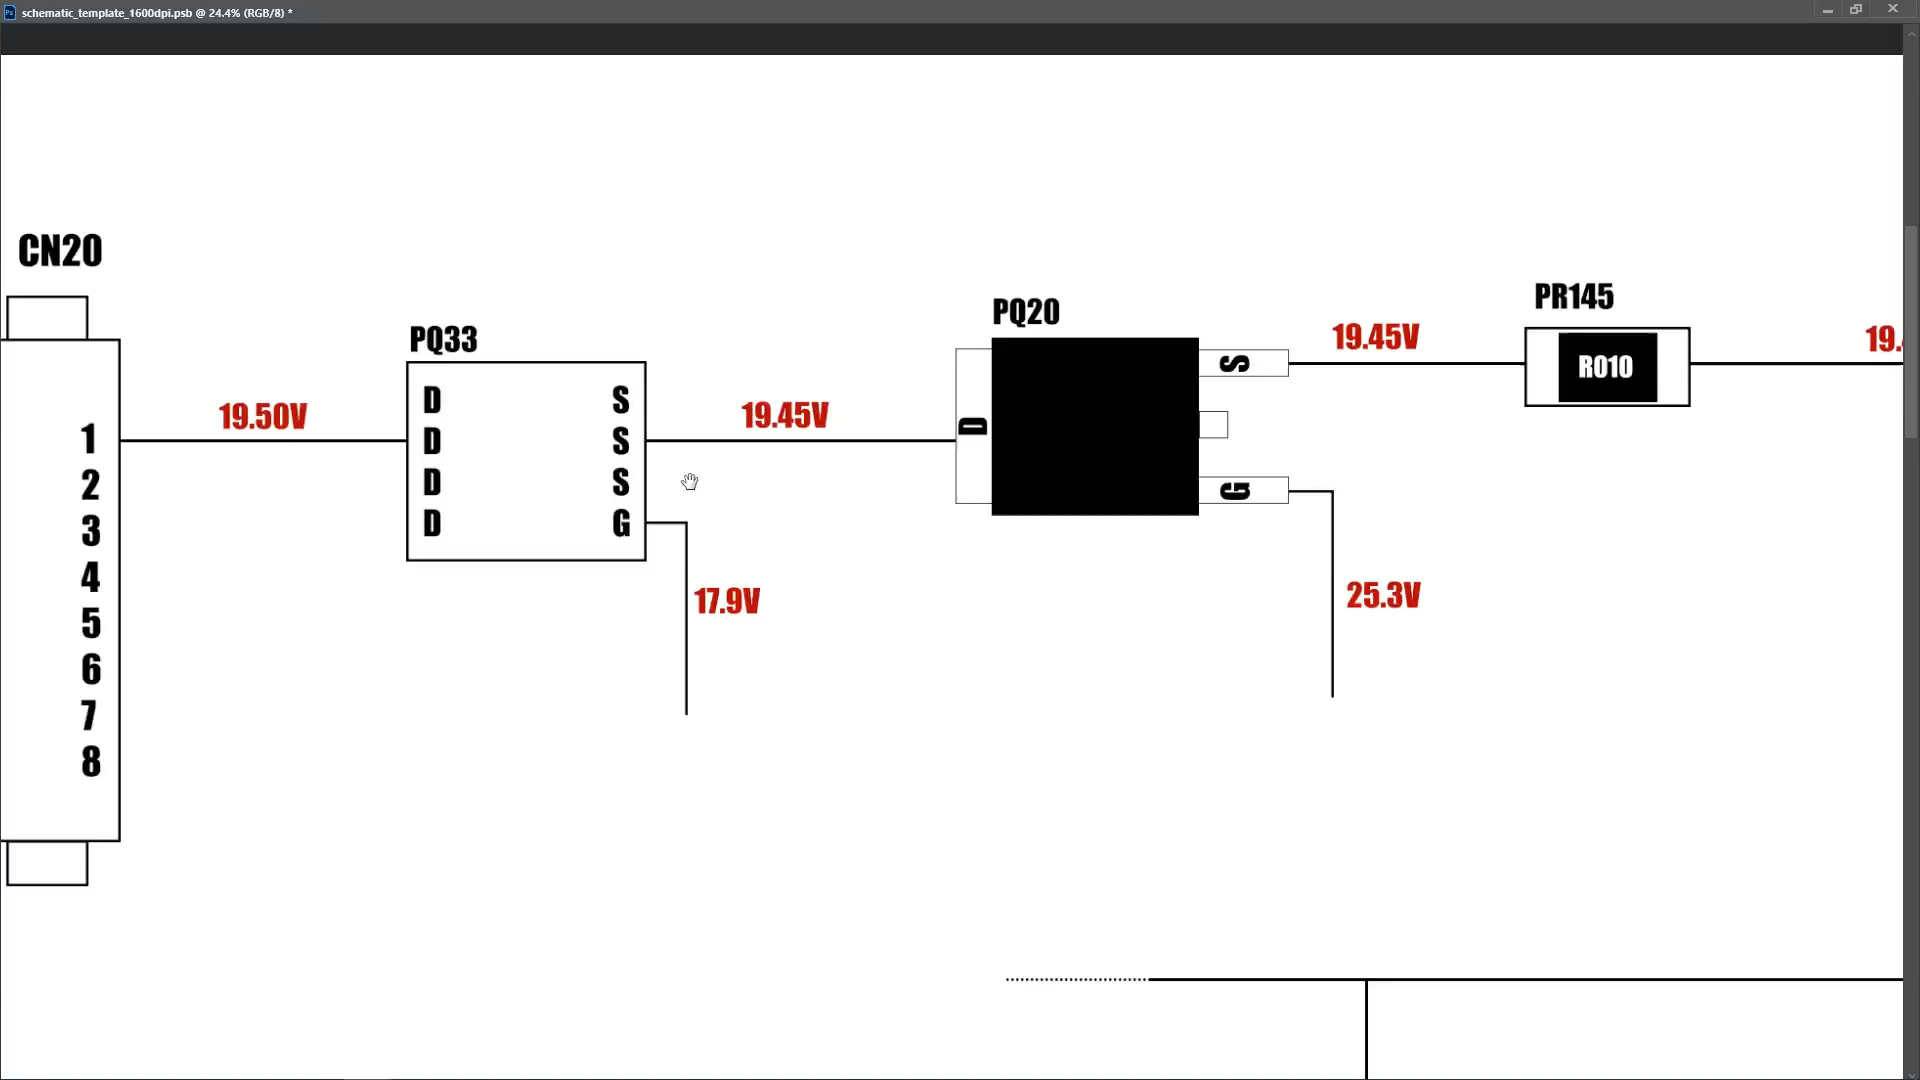 schematic_template_1600dpi.psb @ 24.4% (RGB/8) *
CN20
1
2
3
4
5
6
7
8
19.50V
PQ33
D S
D S
D S
D G
19.45V
17.9V
PQ20
D
S
G
19.45V
25.3V
PR145
R010
19.